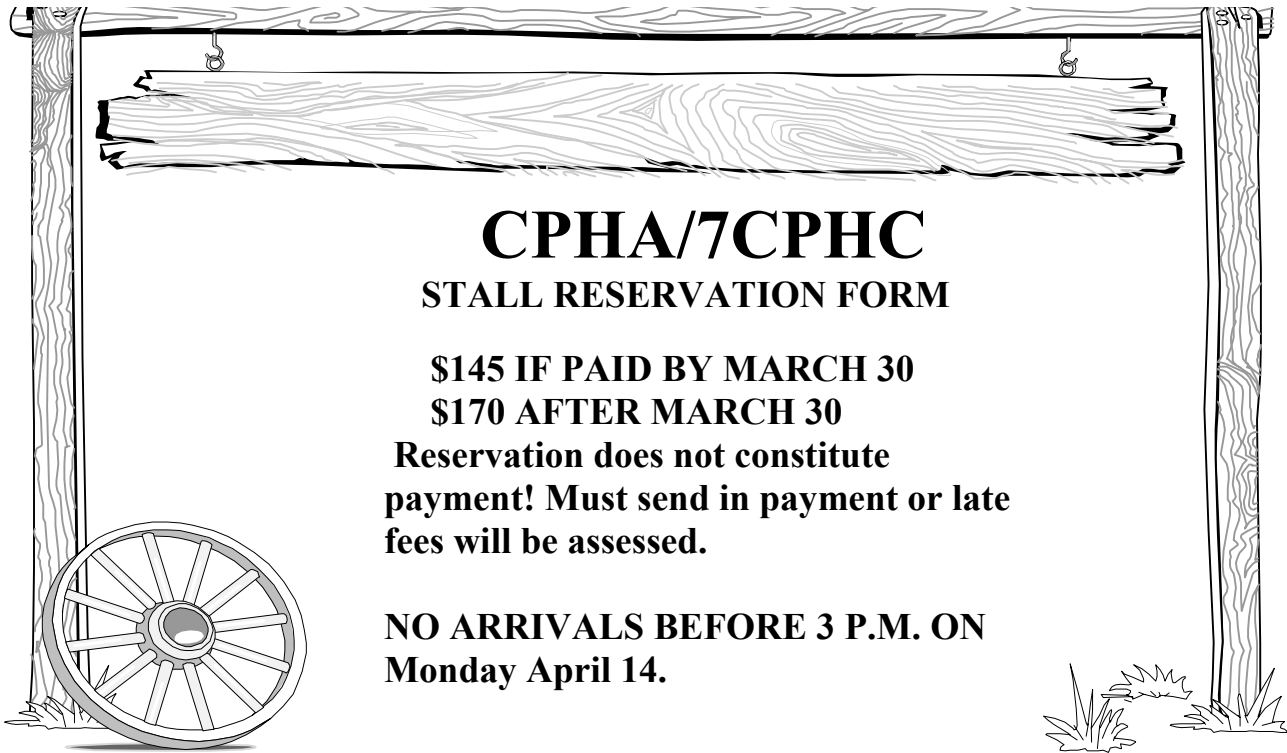 CPHA/7CPHC
STALL RESERVATION FORM
$145 IF PAID BY MARCH 30
$170 AFTER MARCH 30
Reservation does not constitute
payment! Must send in payment or late
fees will be assessed.
NO ARRIVALS BEFORE 3 P.M. ON
Monday April 14.